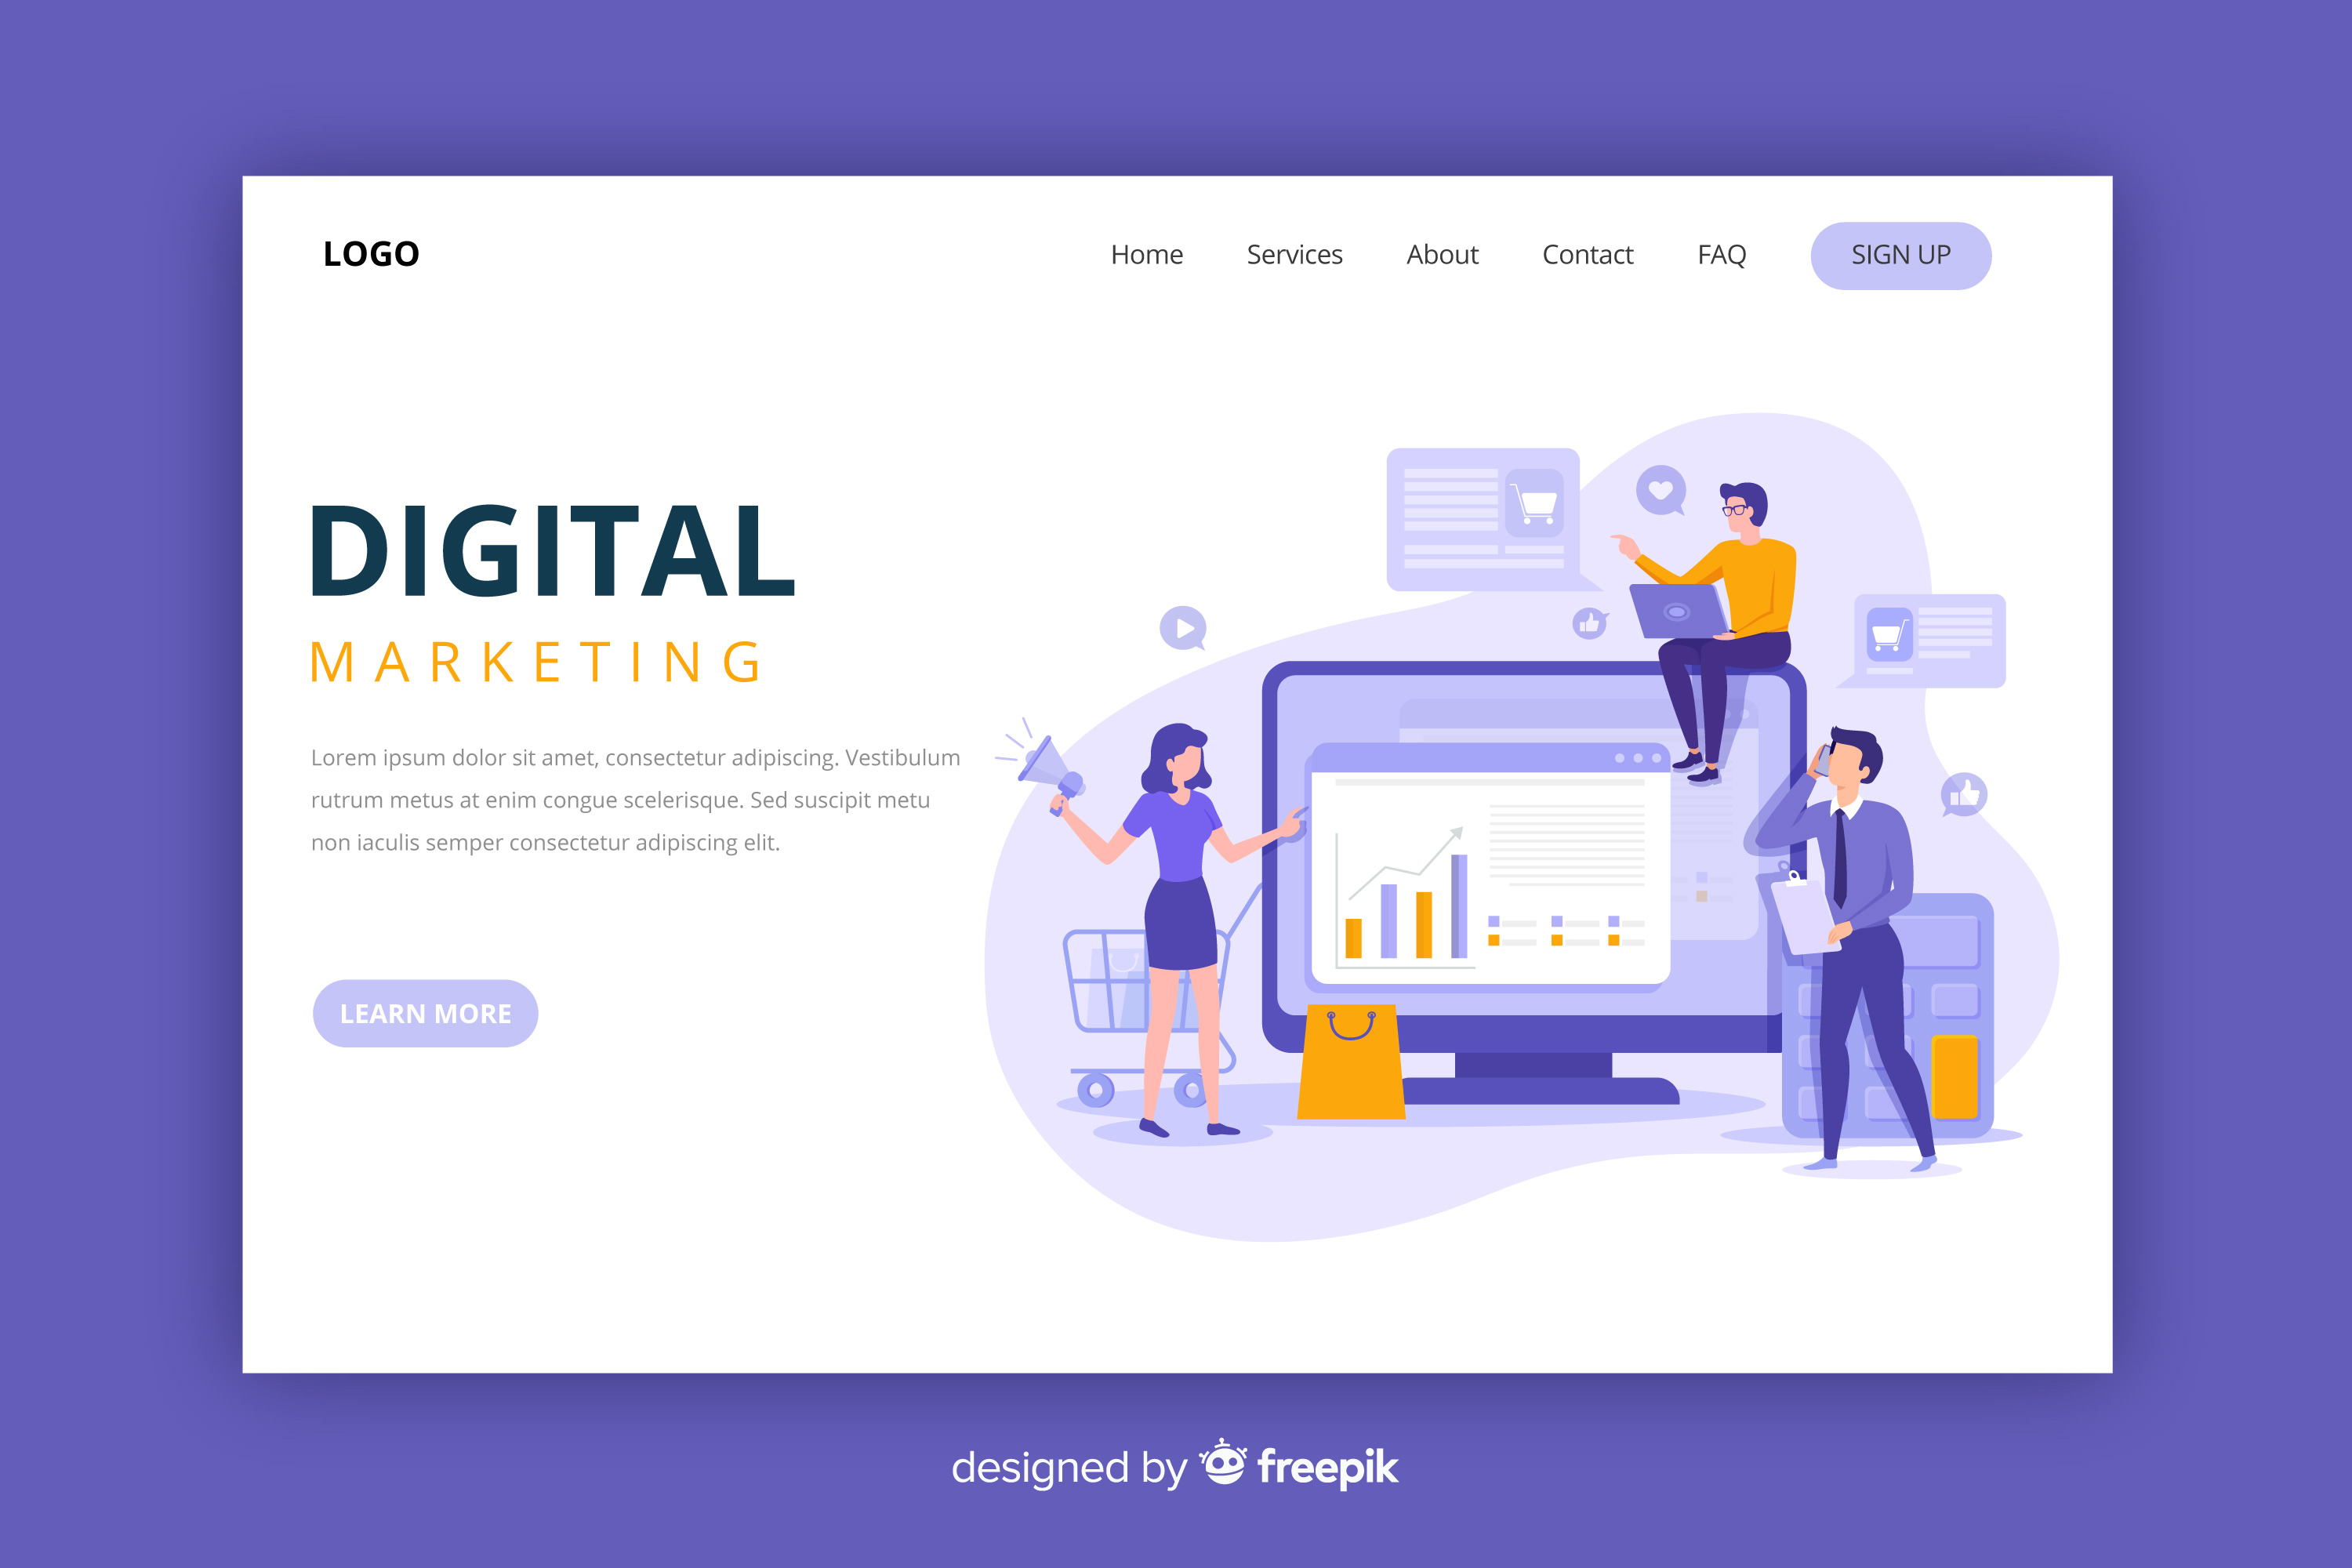 LOGO
Home Services About Contact FAQ SIGN UP
DIGITAL
MARKETING
Lorem ipsum dolor sit amet, consectetur adipiscing. Vestibulum
rutrum metus at enim congue scelerisque. Sed suscipit metu
non iaculis semper consectetur adipiscing elit.
LEARN MORE
designed by freepik